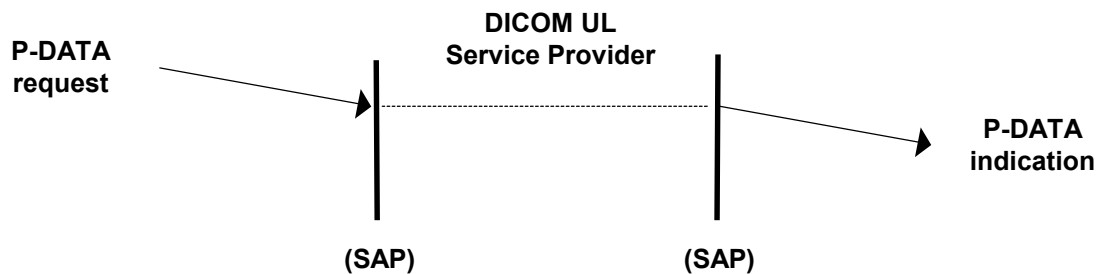 DICOM UL
Service Provider
P-DATA
request
P-DATA
indication
(SAP)
(SAP)